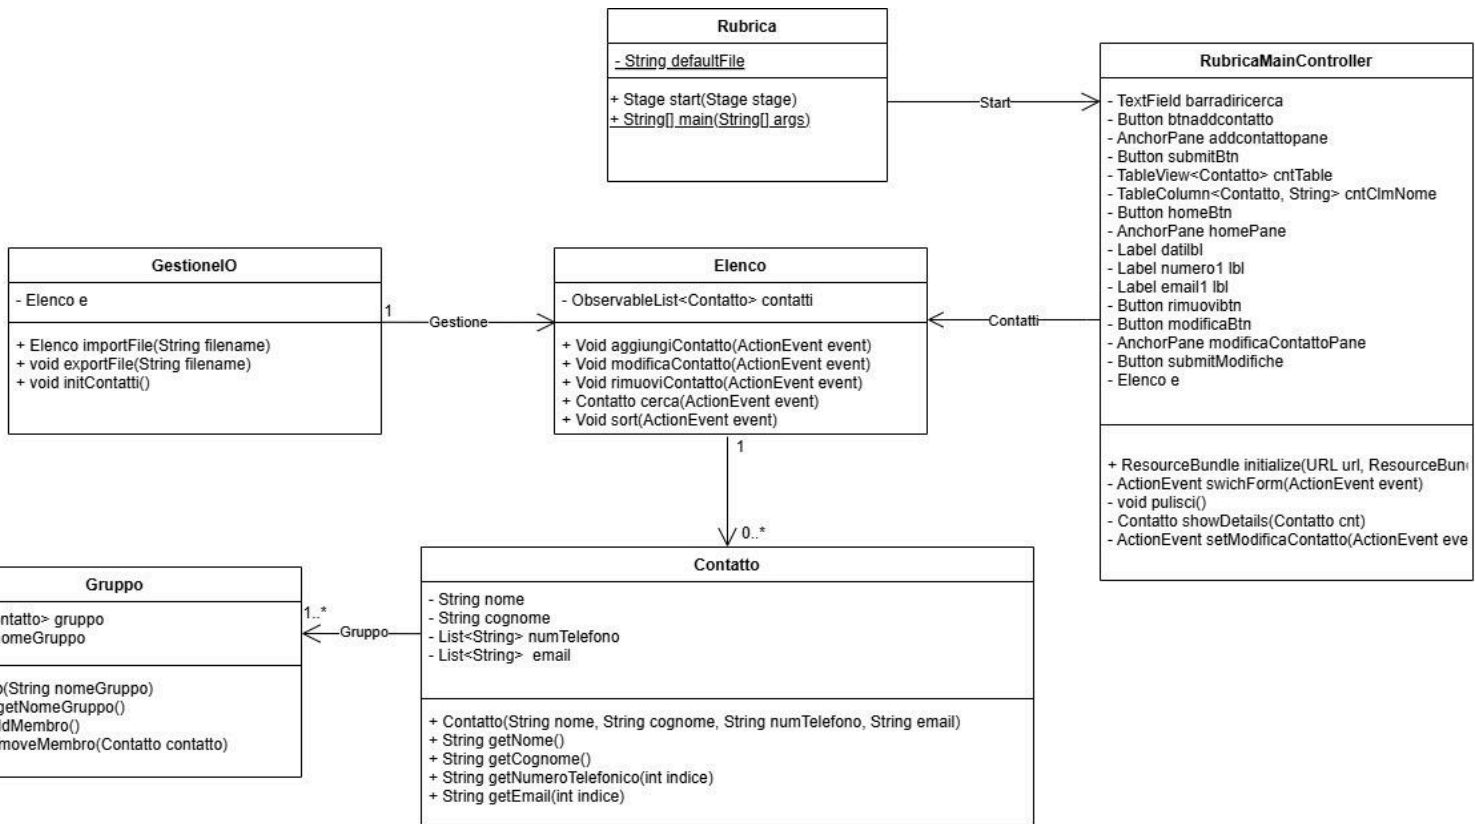 Rubrica
- String defaultFile
+ Stage start(Stage stage)
+ String[] main(String[] args)
Start
RubricaMainController
- TextField barradiricerca
- Button btnaddcontatto
- AnchorPane addcontattopane
- Button submitBtn
- TableView<Contatto> cntTable
- TableColumn<Contatto, String> cntClmNome
- Button homeBtn
- AnchorPane homePane
- Label datilbl
- Label numero1 lbl
- Label email1 lbl
- Button rimuovibtn
- Button modificaBtn
- AnchorPane modificaContattoPane
- Button submitModifiche
- Elenco e
+ ResourceBundle initialize(URL url, ResourceBun
- ActionEvent swichForm(ActionEvent event)
- void pulisci()
- Contatto showDetails(Contatto cnt)
- ActionEvent setModificaContatto(ActionEvent eve
GestioneIO
- Elenco e
+ Elenco importFile(String filename)
+ void exportFile(String filename)
+ void initContatti()
1
Gestione
Elenco
- ObservableList<Contatto> contatti
+ Void aggiungiContatto(ActionEvent event)
+ Void modificaContatto(ActionEvent event)
+ Void rimuoviContatto(ActionEvent event)
+ Contatto cerca(ActionEvent event)
+ Void sort(ActionEvent event)
Contatti
1
0..*
Contatto
- String nome
- String cognome
- List<String> numTelefono
- List<String> email
+ Contatto(String nome, String cognome, String numTelefono, String email)
+ String getNome()
+ String getCognome()
+ String getNumeroTelefonico(int indice)
+ String getEmail(int indice)
Gruppo
1..*
Gruppo
ntatto> gruppo
omeGruppo
(String nomeGruppo)
getNomeGruppo()
dMembro()
moveMembro(Contatto contatto)